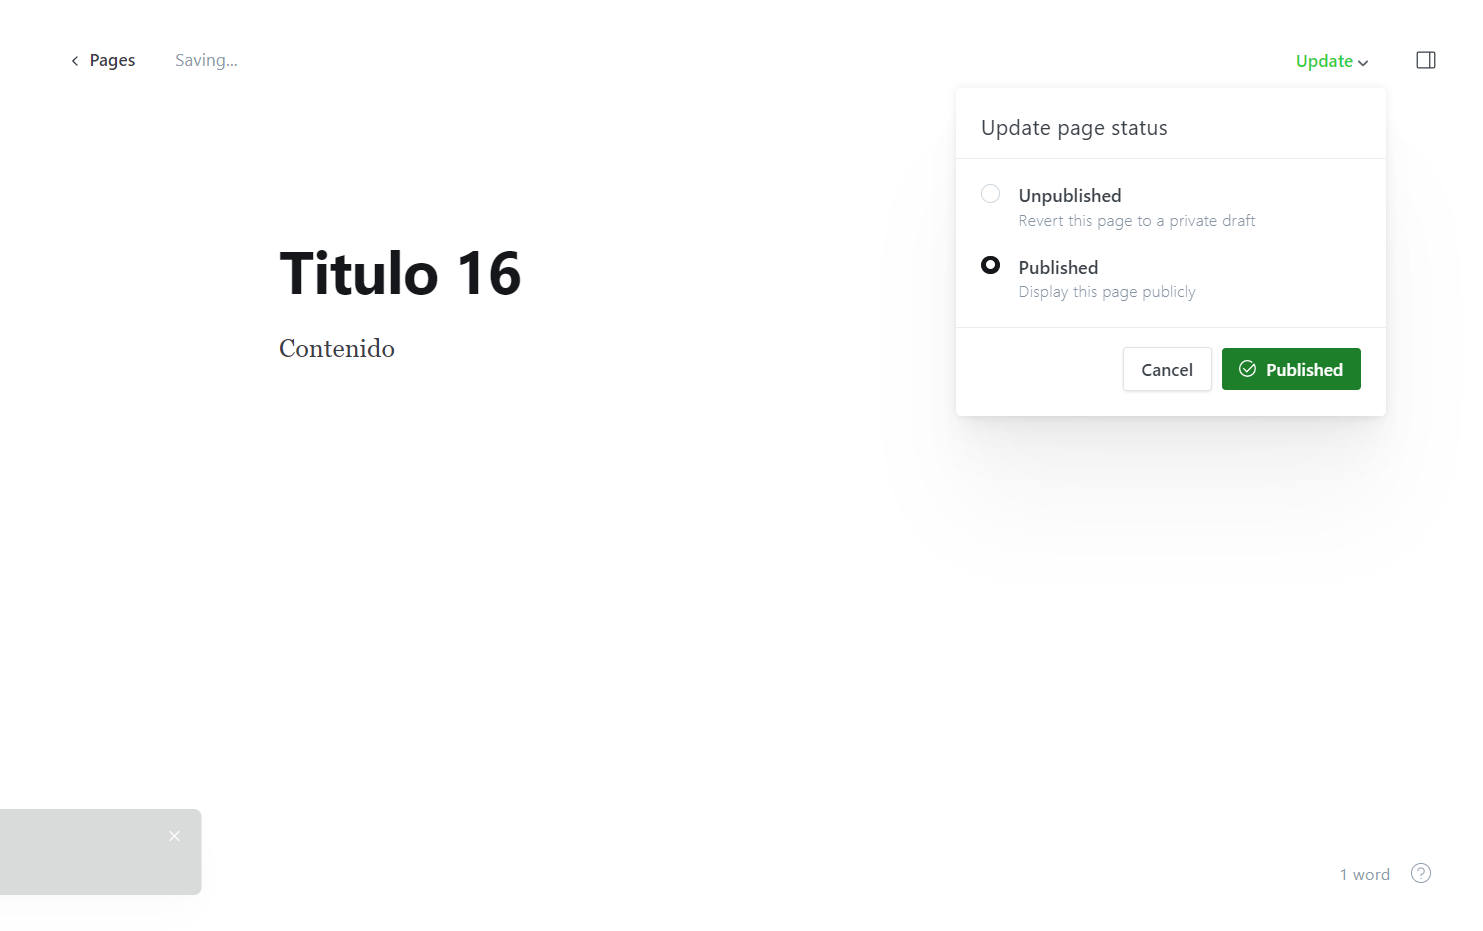 Pages
Saving...
Update
Update page status
Unpublished
Revert this page to a private draft
Published
Display this page publicly
Cancel
Published
Titulo 16
Contenido
1 word
?